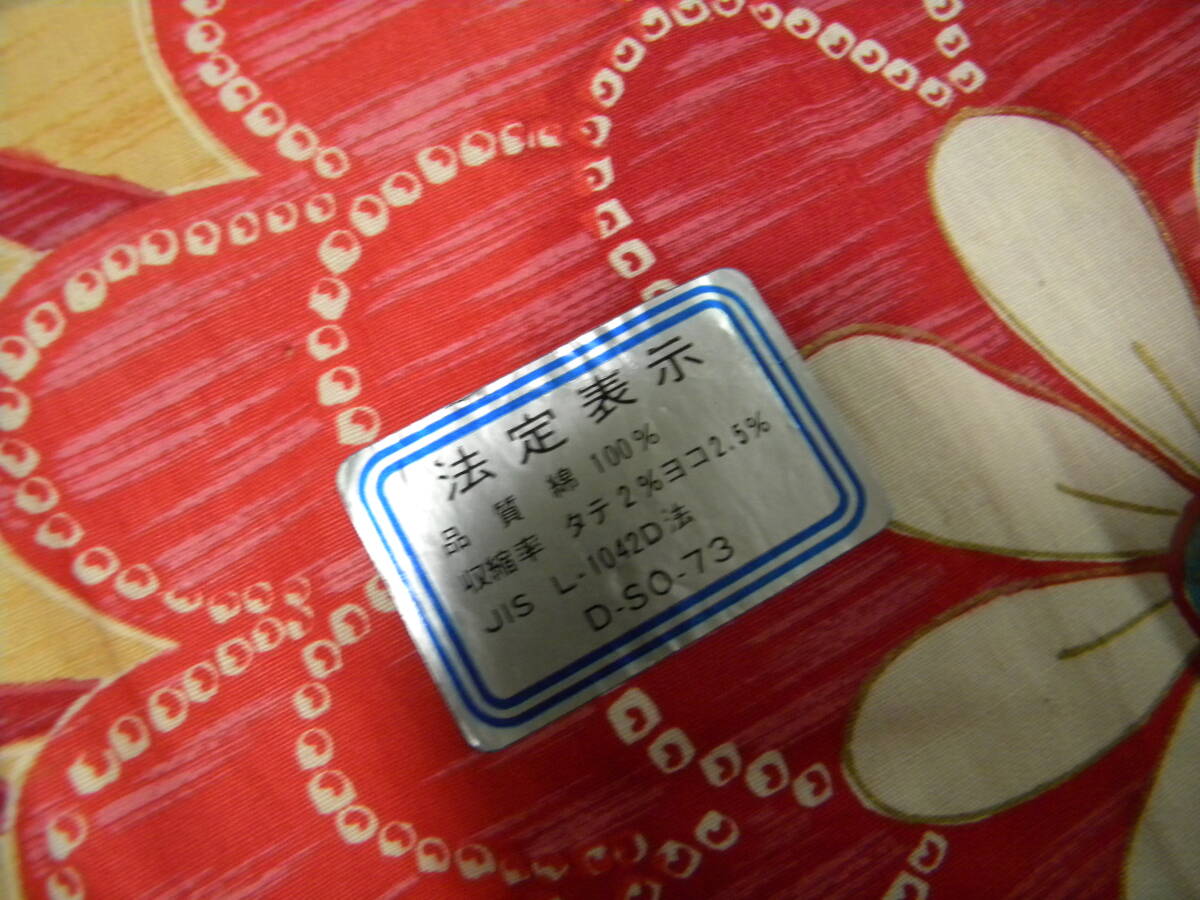 法定表示
品質 綿 100%
収縮率 タテ2%ヨコ2.5%
JIS L-1042D法
D-SO-73